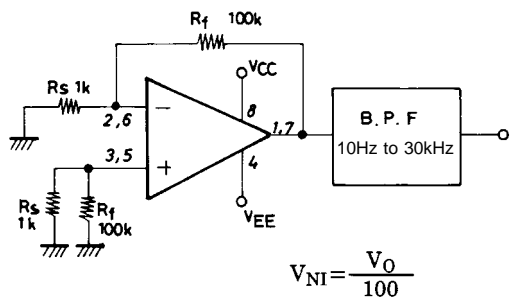 Rf 100k
Rs 1k
VCC
2,6
−
8
1,7
B. P. F
10Hz to 30kHz
3,5
+
4
Rs
1k
Rf
100k
VEE
VNI=VO/100